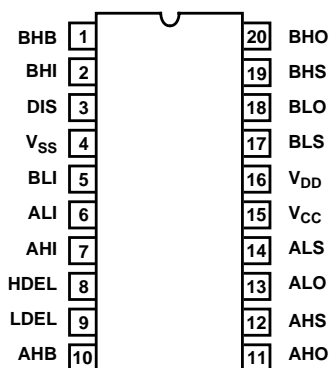 BHB 1 20 BHO
BHI 2 19 BHS
DIS 3 18 BLO
VSS 4 17 BLS
BLI 5 16 VDD
ALI 6 15 VCC
AHI 7 14 ALS
HDEL 8 13 ALO
LDEL 9 12 AHS
AHB 10 11 AHO